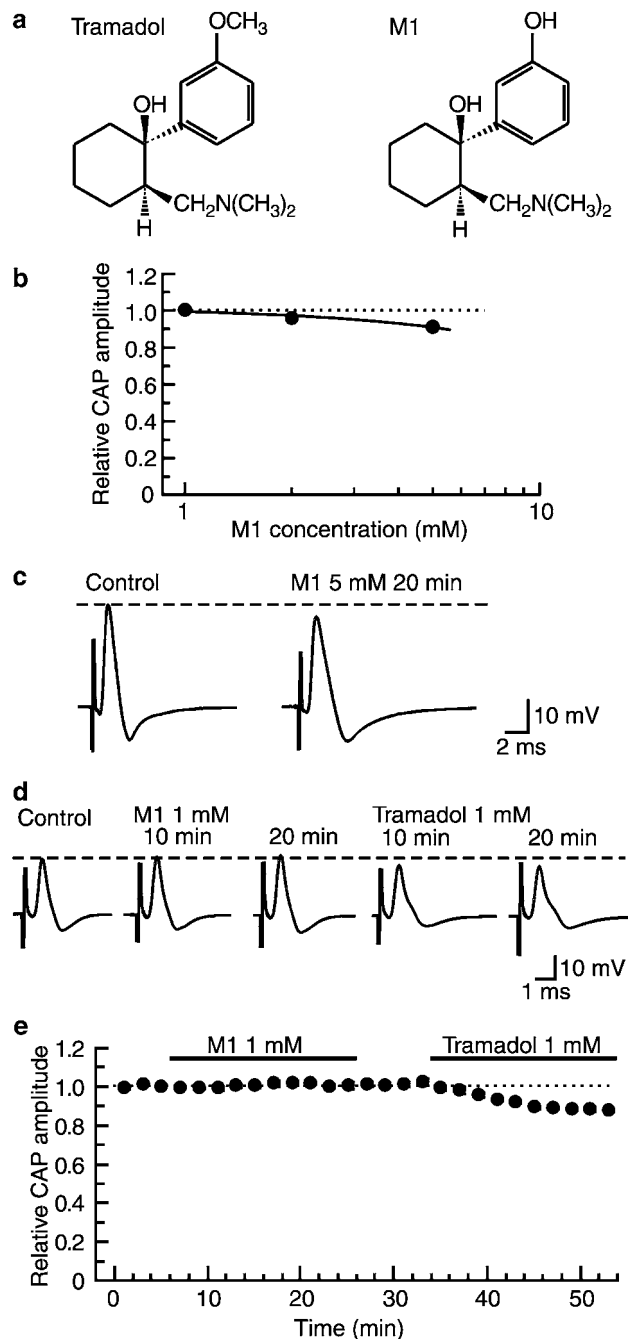 a
Tramadol
M1
OCH3
OH
OH
OH
CH2N(CH3)2
CH2N(CH3)2
H
H
b
Relative CAP amplitude
1.2
1.0
0.8
0.6
0.4
0.2
0
1
10
M1 concentration (mM)
c
Control
M1 5 mM 20 min
10 mV
2 ms
d
Control
M1 1 mM
10 min
20 min
Tramadol 1 mM
10 min
20 min
10 mV
1 ms
e
Relative CAP amplitude
1.2
1.0
0.8
0.6
0.4
0.2
0
M1 1 mM
Tramadol 1 mM
0 10 20 30 40 50
Time (min)